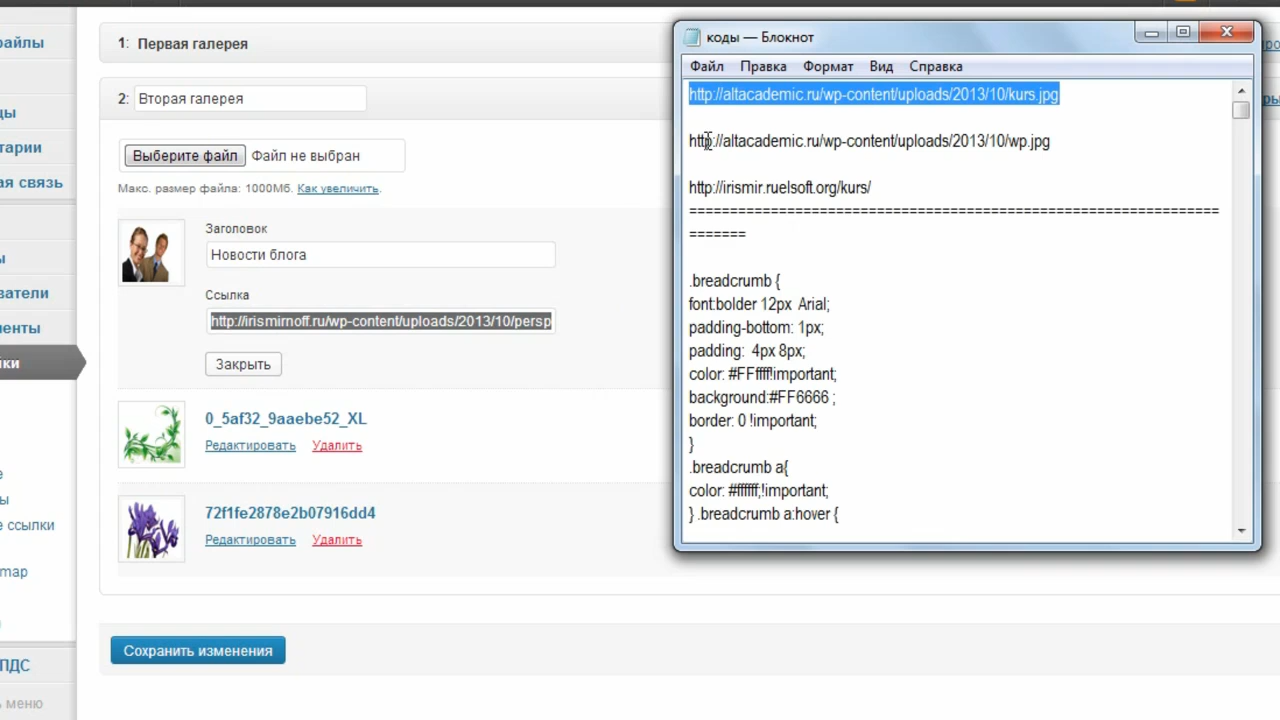 райлы
цы
тарии
ая связь
ы
ватели
менты
ки
е
ы
е ссылки
map
ПДС
ь меню
1: Первая галерея
2: Вторая галерея
Выберите файл Файл не выбран
Макс. размер файла: 1000Мб. Как увеличить.
Заголовок
Новости блога
Ссылка
http://irismirnoff.ru/wp-content/uploads/2013/10/persp
Закрыть
0_5af32_9aaebe52_XL
Редактировать Удалить
72f1fe2878e2b07916dd4
Редактировать Удалить
Сохранить изменения
коды — Блокнот
Файл Правка Формат Вид Справка
http://altacademic.ru/wp-content/uploads/2013/10/kurs.jpg
http://altacademic.ru/wp-content/uploads/2013/10/wp.jpg
http://irismir.ruelsoft.org/kurs/
=================================================================
=======
.breadcrumb {
font:bolder 12px Arial;
padding-bottom: 1px;
padding: 4px 8px;
color: #FFffff!important;
background:#FF6666 ;
border: 0 !important;
}
.breadcrumb a{
color: #ffffff;!important;
} .breadcrumb a:hover {